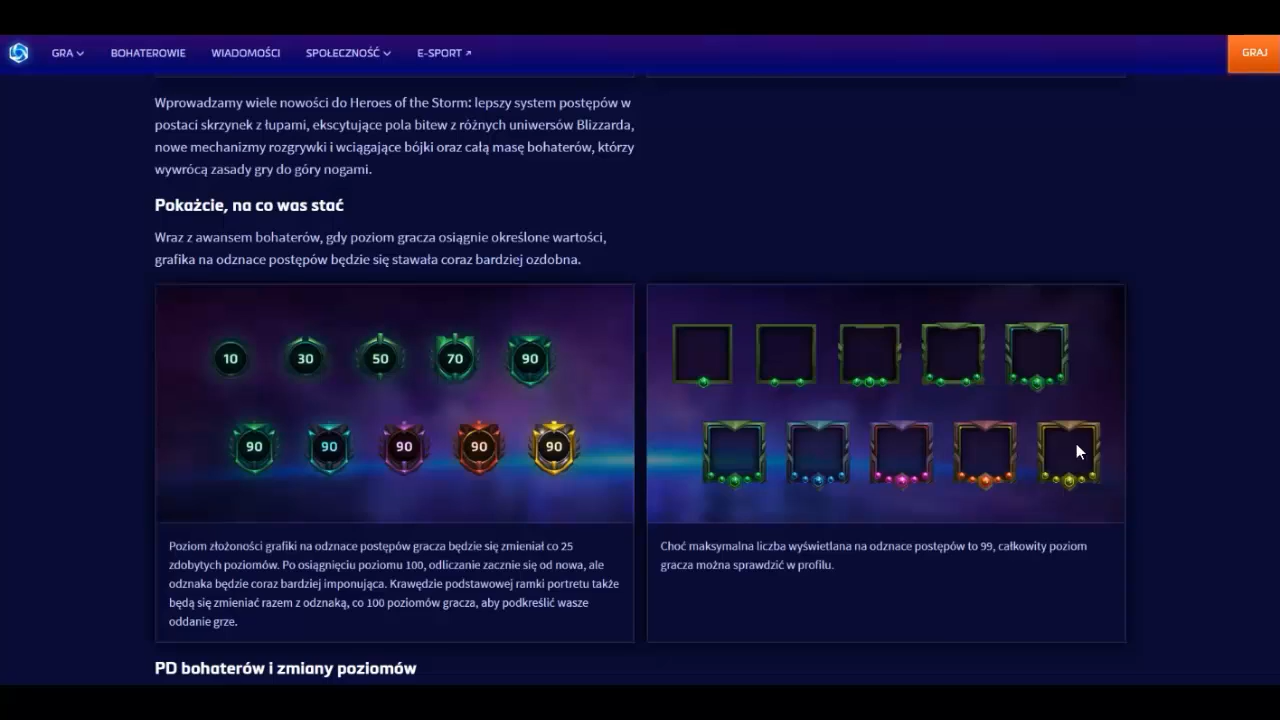 GRA BOHATEROWIE WIADOMOŚCI SPOŁECZNOŚĆ E-SPORT GRAJ
Wprowadzamy wiele nowości do Heroes of the Storm: lepszy system postępów w
postaci skrzynek z łupami, ekscytujące pola bitew z różnych uniwersów Blizzarda,
nowe mechanizmy rozgrywki i wciągające bójki oraz całą masę bohaterów, którzy
wywrócą zasady gry do góry nogami.
Pokażcie, na co was stać
Wraz z awansem bohaterów, gdy poziom gracza osiągnie określone wartości,
grafika na odznace postępów będzie się stawała coraz bardziej ozdobna.
10 30 50 70 90
90 90 90 90 90
Poziom złożoności grafiki na odznace postępów gracza będzie się zmieniał co 25
zdobytych poziomów. Po osiągnięciu poziomu 100, odliczanie zacznie się od nowa, ale
odznaka będzie coraz bardziej imponująca. Krawędzie podstawowej ramki portretu także
będą się zmieniać razem z odznaką, co 100 poziomów gracza, aby podkreślić wasze
oddanie grze.
Choć maksymalna liczba wyświetlana na odznace postępów to 99, całkowity poziom
gracza można sprawdzić w profilu.
PD bohaterów i zmiany poziomów